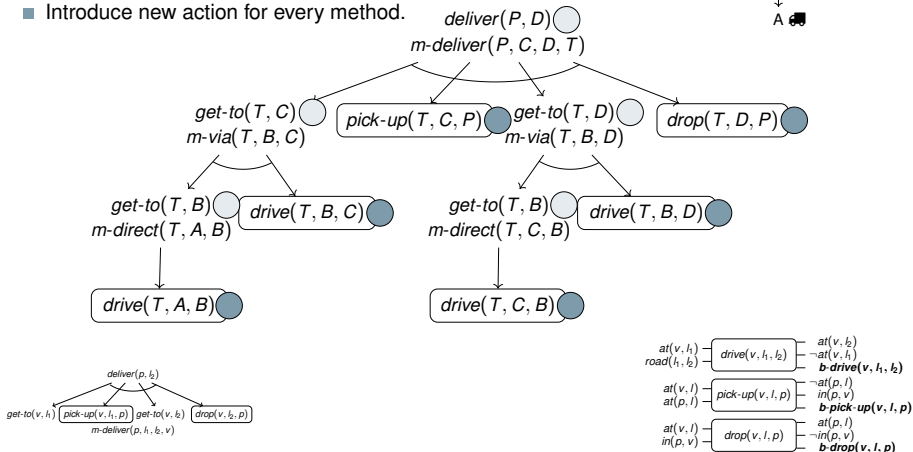 Introduce new action for every method.
A
deliver(P, D)
m-deliver(P, C, D, T)
get-to(T, C)
m-via(T, B, C)
pick-up(T, C, P)
get-to(T, D)
m-via(T, B, D)
drop(T, D, P)
get-to(T, B)
m-direct(T, A, B)
drive(T, B, C)
get-to(T, B)
m-direct(T, C, B)
drive(T, B, D)
drive(T, A, B)
drive(T, C, B)
deliver(p, l₂)
get-to(v, l₁) pick-up(v, l₁, p) get-to(v, l₂) drop(v, l₂, p)
m-deliver(p, l₁, l₂, v)
at(v, l₁)
road(l₁, l₂)
drive(v, l₁, l₂)
at(v, l₂)
¬at(v, l₁)
b-drive(v, l₁, l₂)
at(v, l)
at(p, l)
pick-up(v, l, p)
¬at(p, l)
in(p, v)
b-pick-up(v, l, p)
at(v, l)
in(p, v)
drop(v, l, p)
at(p, l)
¬in(p, v)
b-drop(v, l, p)